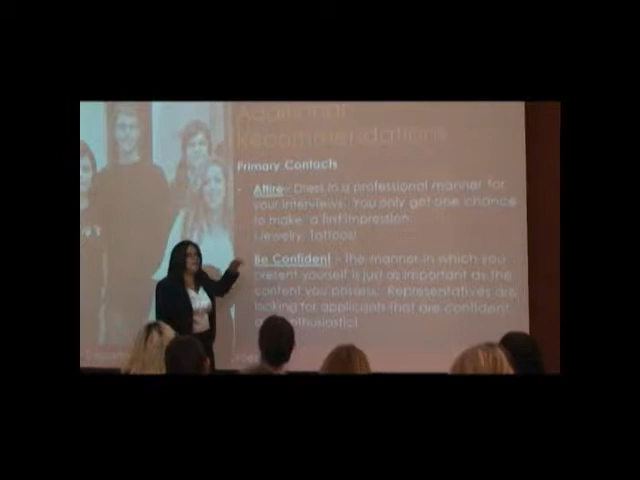 Additional
Recommendations
Primary Contacts
- Attire - Dress in a professional manner for
your interviews. You only get one chance
to make a first impression.
(Jewelry, Tattoos)
Be Confident - The manner in which you
present yourself is just as important as the
content you possess. Representatives are
looking for applicants that are confident
and enthusiastic!